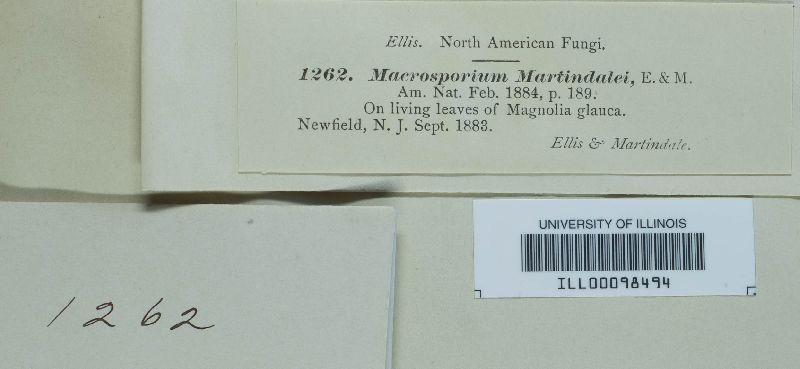 Ellis. North American Fungi.
1262. Macrosporium Martindalei, E. & M.
Am. Nat. Feb. 1884, p. 189.
On living leaves of Magnolia glauca.
Newfield, N. J. Sept. 1883.
Ellis & Martindale.
UNIVERSITY OF ILLINOIS
ILL00098494
1262